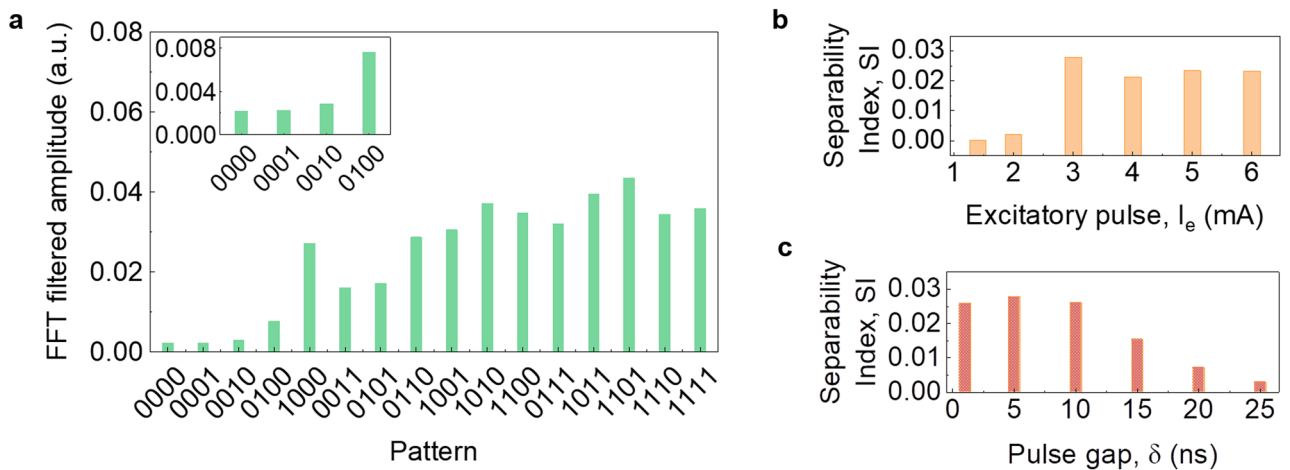 a
FFT filtered amplitude (a.u.)
0.08
0.06
0.04
0.02
0.00
0.008
0.004
0.000
0000 0001 0010 0100
0000 0001 0010 0100 1000 0011 0101 0110 1001 1010 1100 0111 1011 1101 1110 1111
Pattern
b
Separability
Index, SI
0.03
0.02
0.01
0.00
1 2 3 4 5 6
Excitatory pulse, Ie (mA)
c
Separability
Index, SI
0.03
0.02
0.01
0.00
0 5 10 15 20 25
Pulse gap, δ (ns)